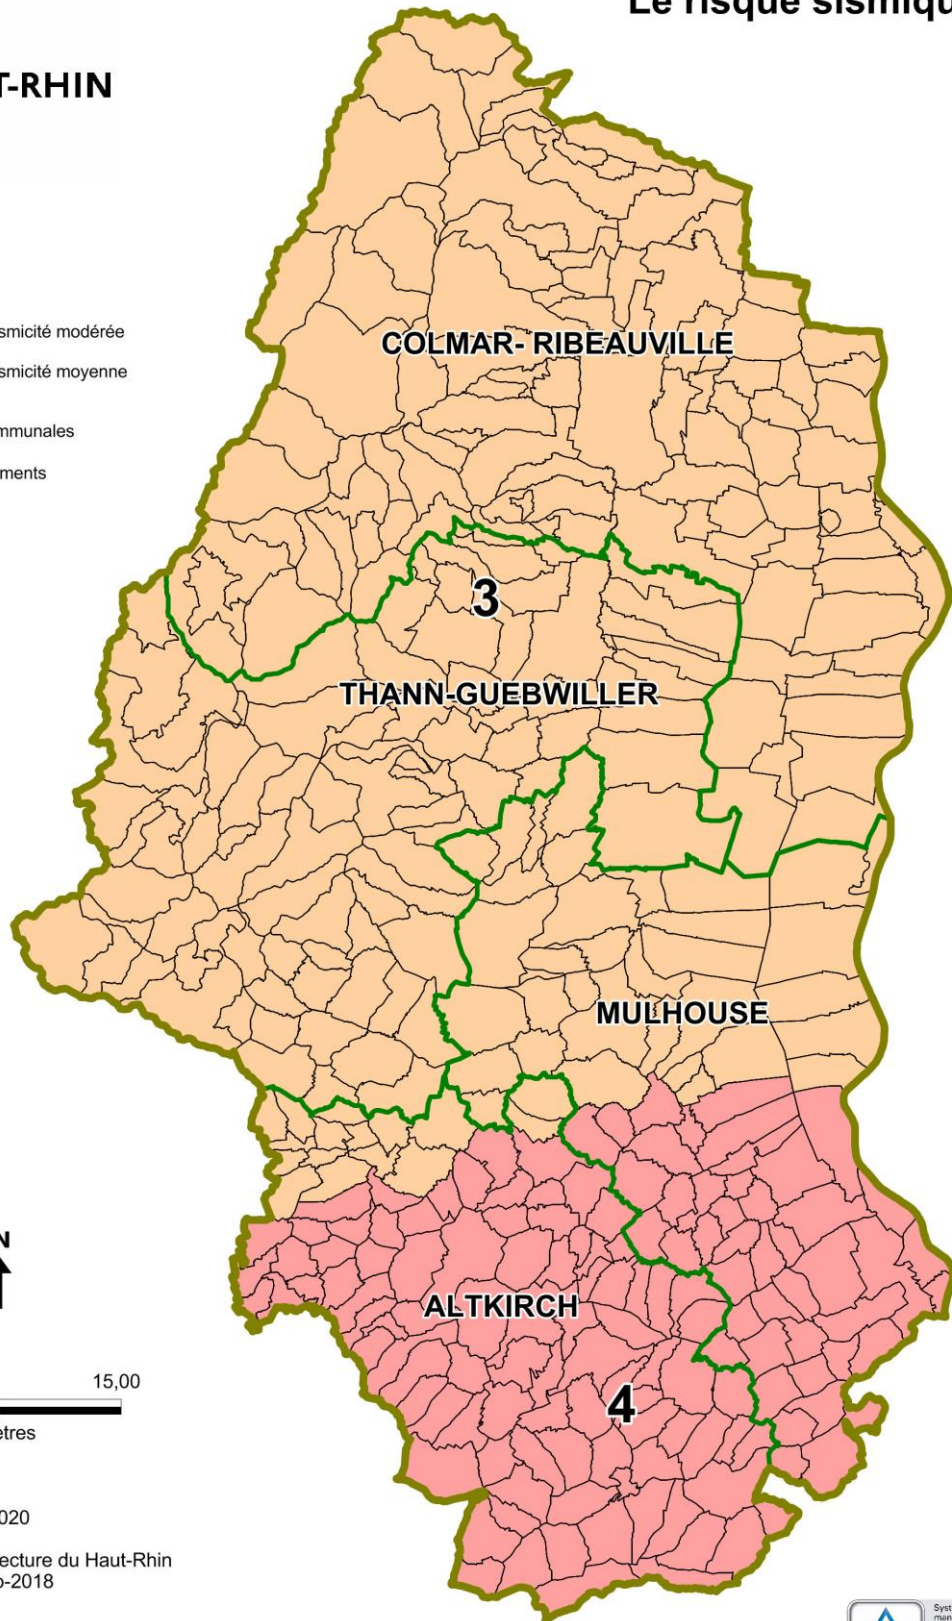 Le risque sismiqu
T-RHIN
smicité modérée
COLMAR- RIBEAUVILLE
smicité moyenne
mmunales
ments
3
THANN-GUEBWILLER
MULHOUSE
N
ALTKIRCH
15,00
4
ètres
020
ecture du Haut-Rhin
o-2018